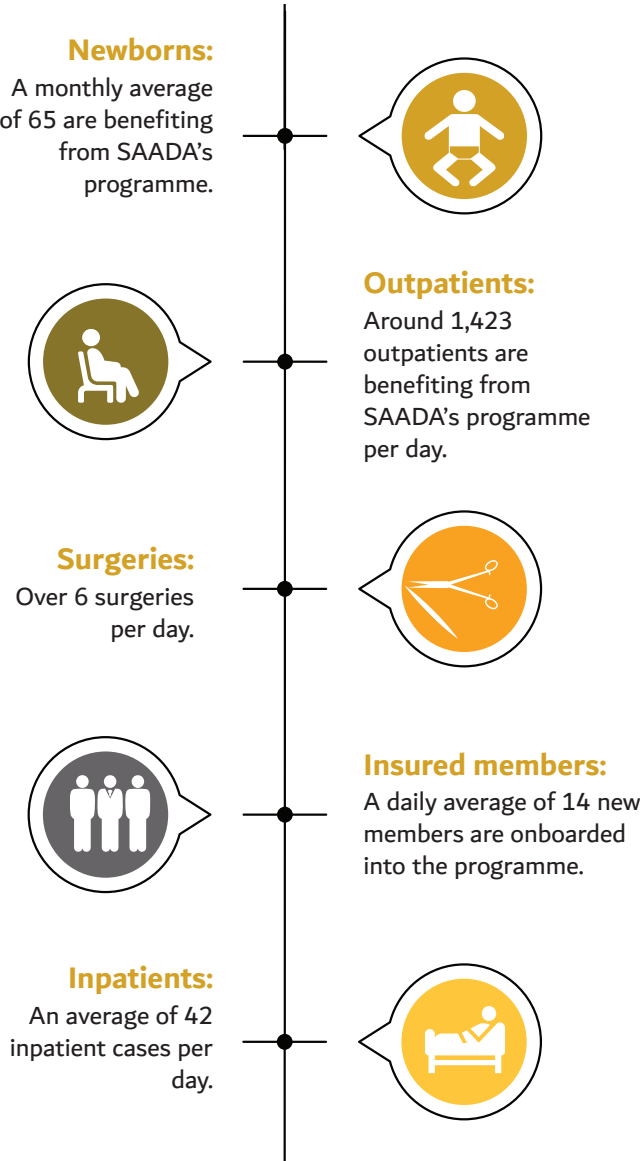 Newborns:
A monthly average
of 65 are benefiting
from SAADA’s
programme.
Outpatients:
Around 1,423
outpatients are
benefiting from
SAADA’s programme
per day.
Surgeries:
Over 6 surgeries
per day.
Insured members:
A daily average of 14 new
members are onboarded
into the programme.
Inpatients:
An average of 42
inpatient cases per
day.